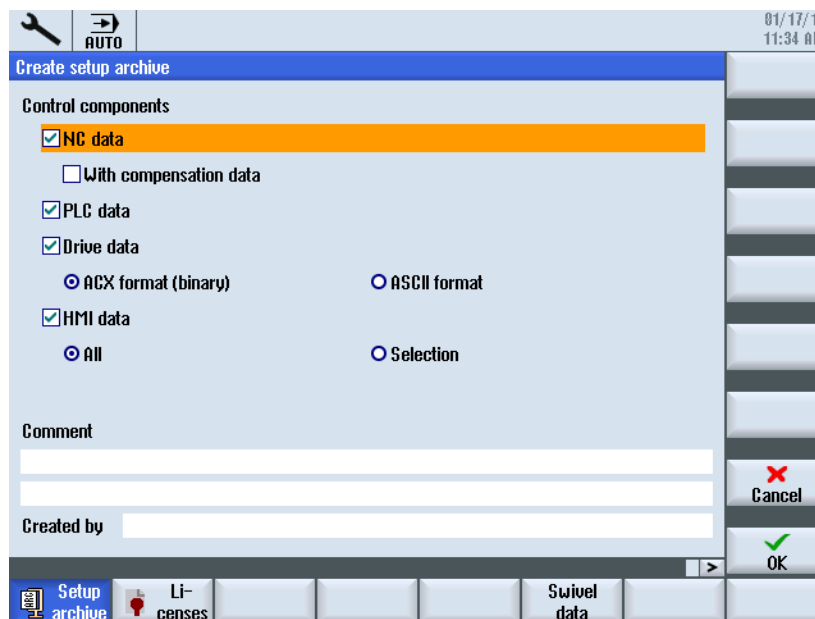 AUTO
01/17/1
11:34 A
Create setup archive
Control components
NC data
With compensation data
PLC data
Drive data
ACX format (binary)
ASCII format
HMI data
All
Selection
Comment
Cancel
Created by
OK
>
Setup
archive
Li-
censes
Swivel
data